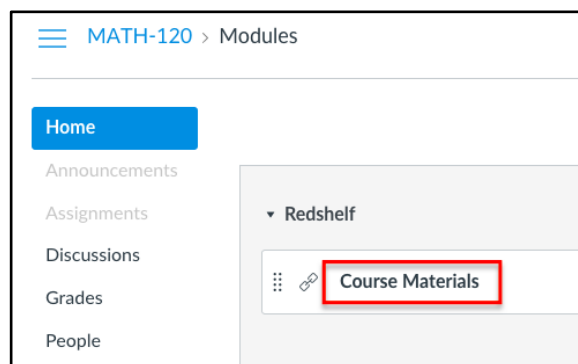 MATH-120 > Modules
Home
Announcements
Assignments
Discussions
Grades
People
Redshelf
Course Materials